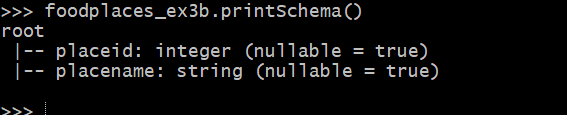 >>> foodplaces_ex3b.printSchema()
root
 |-- placeid: integer (nullable = true)
 |-- placename: string (nullable = true)
>>>